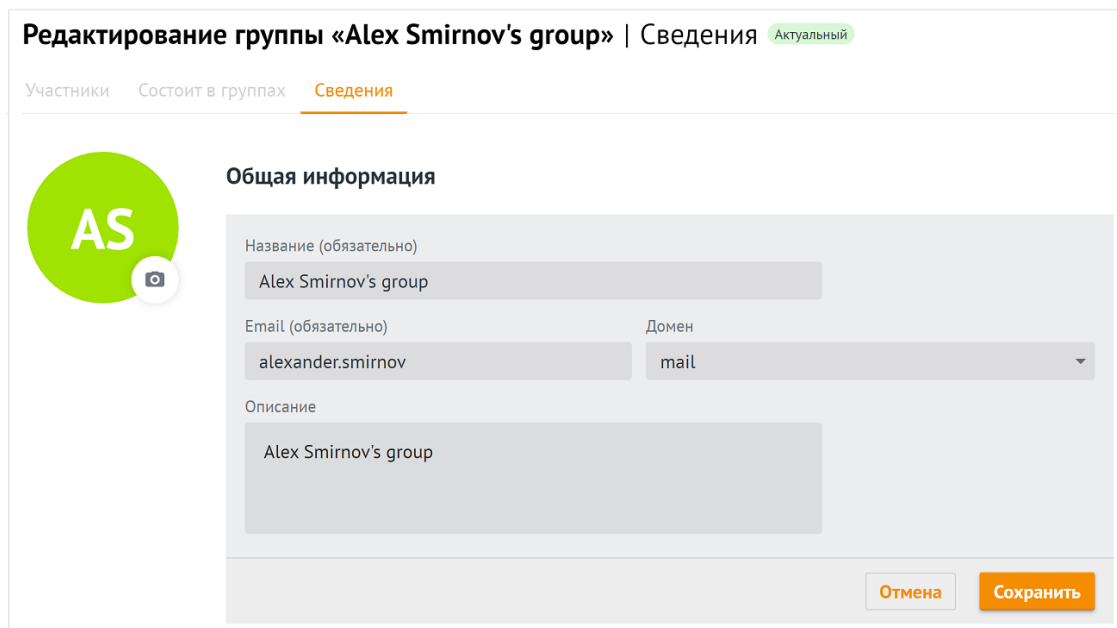 Редактирование группы «Alex Smirnov's group» | Сведения Актуальный
Участники Состоит в группах Сведения
AS
Общая информация
Название (обязательно)
Alex Smirnov's group
Email (обязательно) Домен
alexander.smirnov mail
Описание
Alex Smirnov's group
Отмена Сохранить